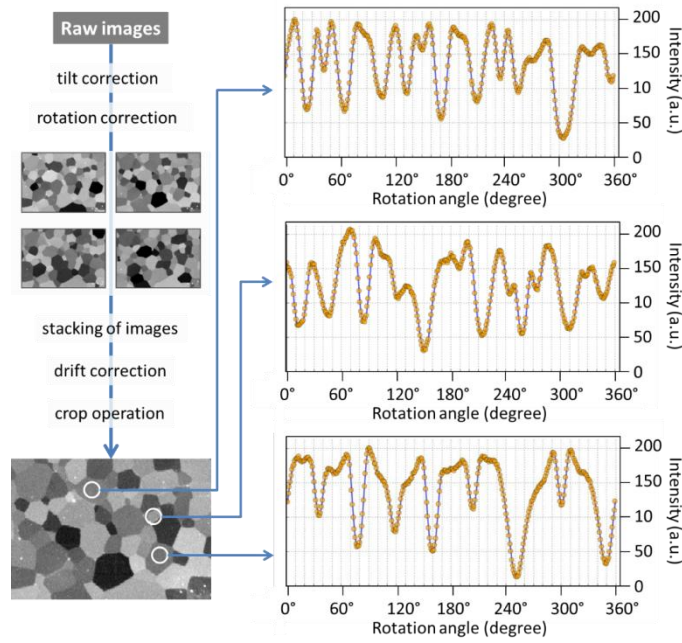 Raw images
tilt correction
rotation correction
stacking of images
drift correction
crop operation
200
150
100
50
0
Intensity (a.u.)
0° 60° 120° 180° 240° 300° 360°
Rotation angle (degree)
200
150
10
50
0
Intensity (a.u.)
0° 60° 120° 180° 240° 300° 360°
Rotation angle (degree)
200
150
10
50
0
Intensity (a.u.)
0° 60° 120° 180° 240° 300° 360°
Rotation angle (degree)